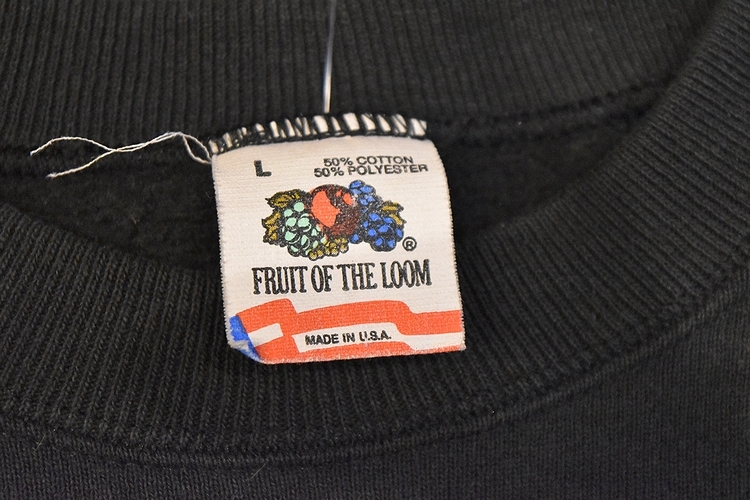 L
50% COTTON
50% POLYESTER
®
FRUIT OF THE LOOM
MADE IN U.S.A.